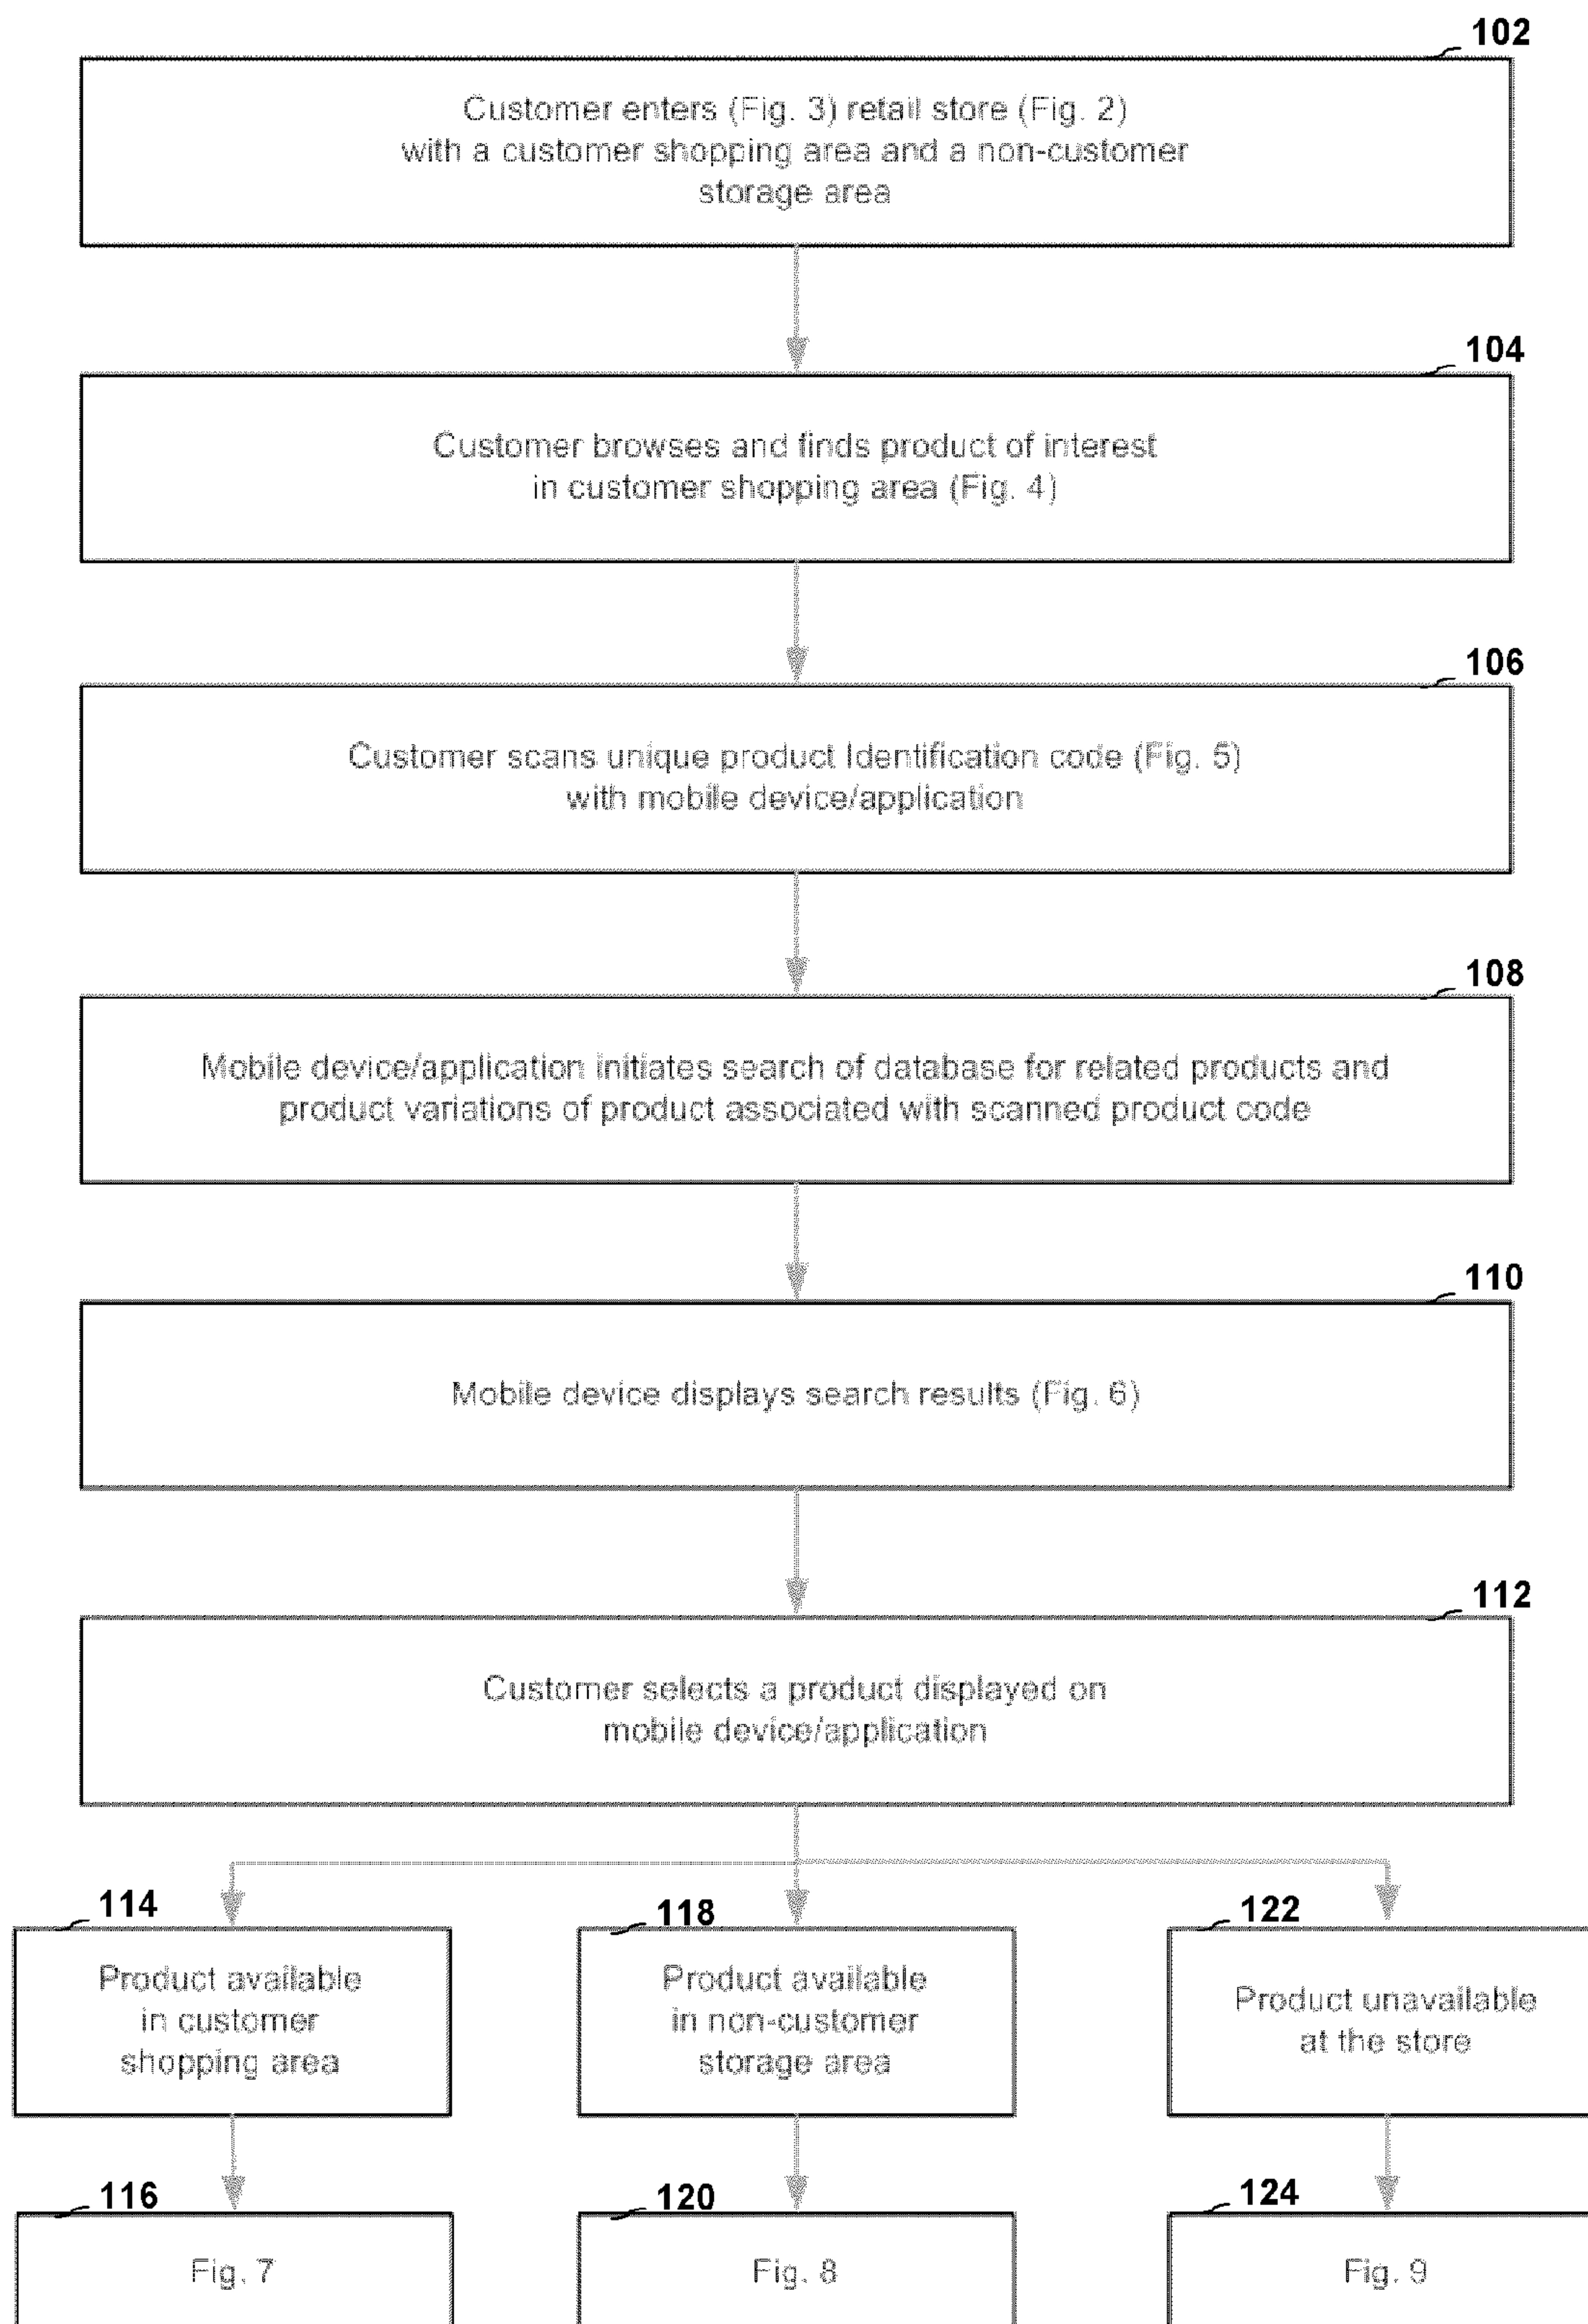 102
Customer enters (Fig. 3) retail store (Fig. 2)
with a customer shopping area and a non-customer
storage area
104
Customer browses and finds product of interest
in customer shopping area (Fig. 4)
106
Customer scans unique product Identification code (Fig. 5)
with mobile device/application
108
Mobile device/application initiates search of database for related products and
product variations of product associated with scanned product code
110
Mobile device displays search results (Fig. 6)
112
Customer selects a product displayed on
mobile device/application
114
Product available
in customer
shopping area
118
Product available
in non-customer
storage area
122
Product unavailable
at the store
116
Fig. 7
120
Fig. 8
124
Fig. 9